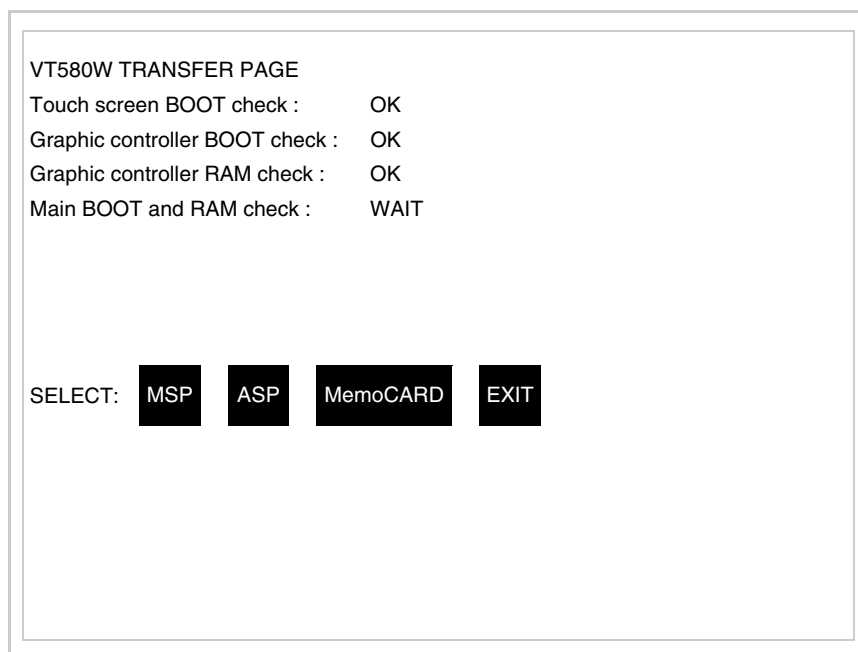 VT580W TRANSFER PAGE
Touch screen BOOT check : OK
Graphic controller BOOT check : OK
Graphic controller RAM check : OK
Main BOOT and RAM check : WAIT
SELECT: MSP ASP MemoCARD EXIT